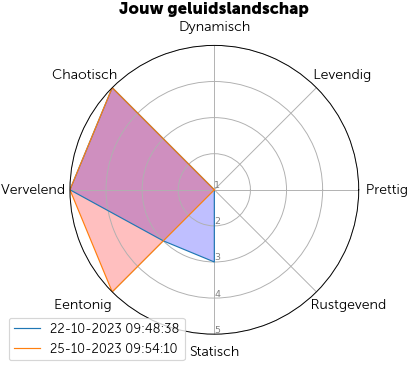 Jouw geluidslandschap
Dynamisch
Chaotisch
Levendig
Vervelend
Prettig
1
2
3
4
5
Eentonig
Rustgevend
Statisch
22-10-2023 09:48:38
25-10-2023 09:54:10